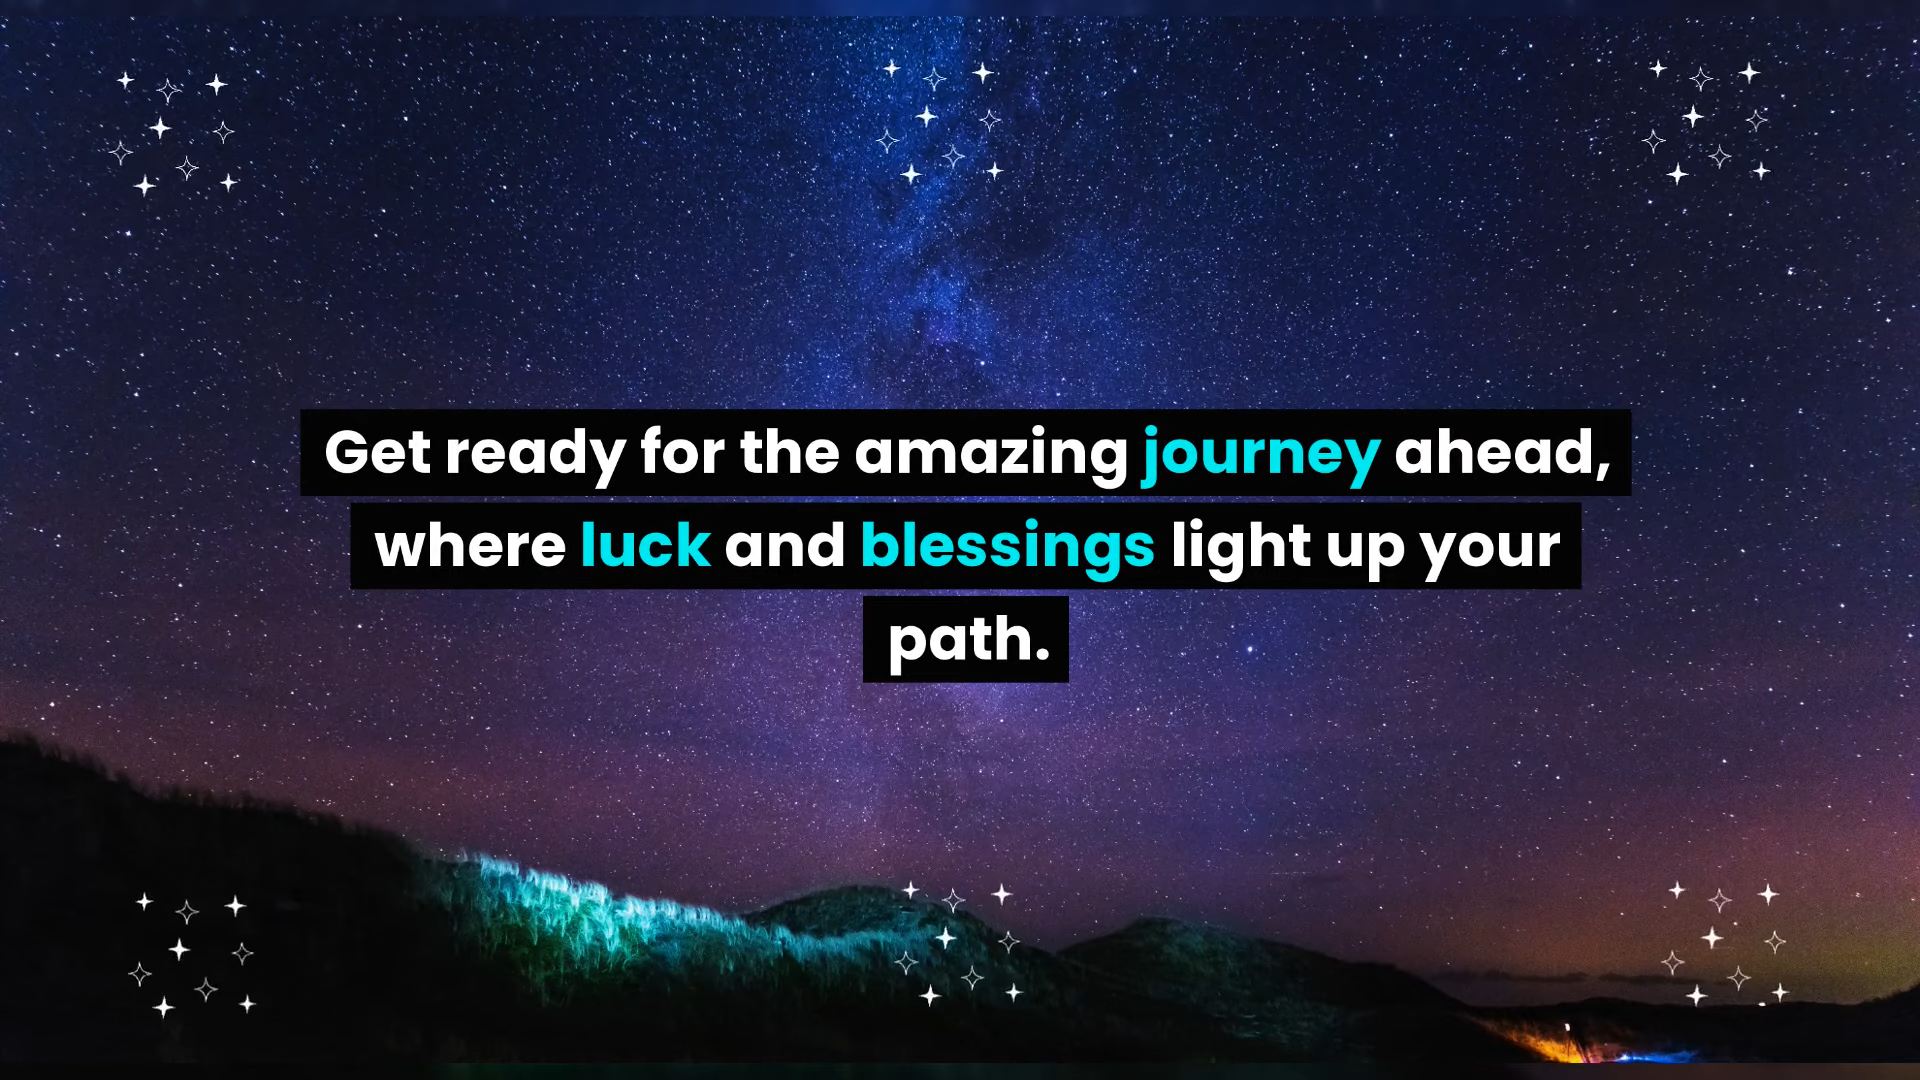 Get ready for the amazing journey ahead,
where luck and blessings light up your
path.